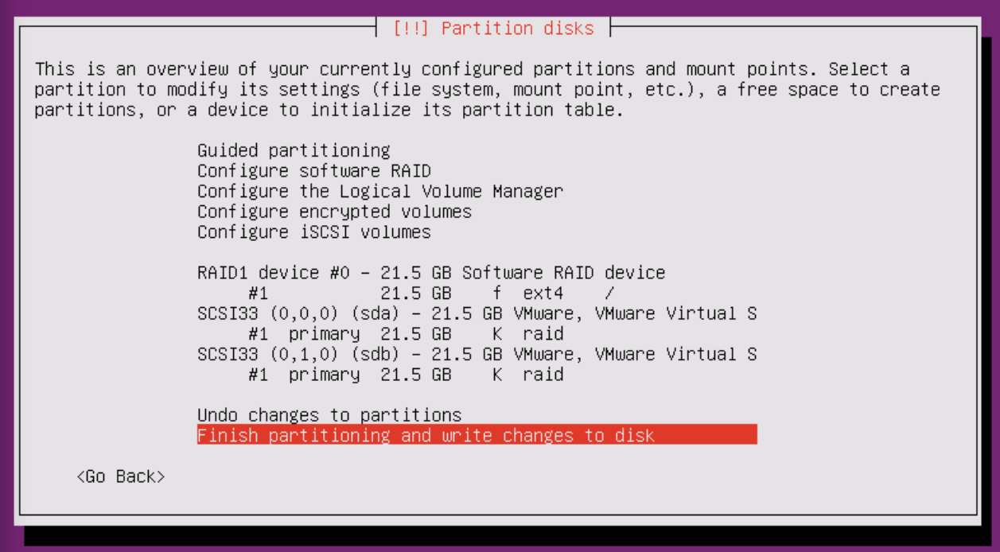 [!!] Partition disks
This is an overview of your currently configured partitions and mount points. Select a
partition to modify its settings (file system, mount point, etc.), a free space to create
partitions, or a device to initialize its partition table.
Guided partitioning
Configure software RAID
Configure the Logical Volume Manager
Configure encrypted volumes
Configure iSCSI volumes
RAID1 device #0 - 21.5 GB Software RAID device
#1 21.5 GB f ext4 /
SCSI33 (0,0,0) (sda) - 21.5 GB VMware, VMware Virtual S
#1 primary 21.5 GB K raid
SCSI33 (0,1,0) (sdb) - 21.5 GB VMware, VMware Virtual S
#1 primary 21.5 GB K raid
Undo changes to partitions
Finish partitioning and write changes to disk
<Go Back>